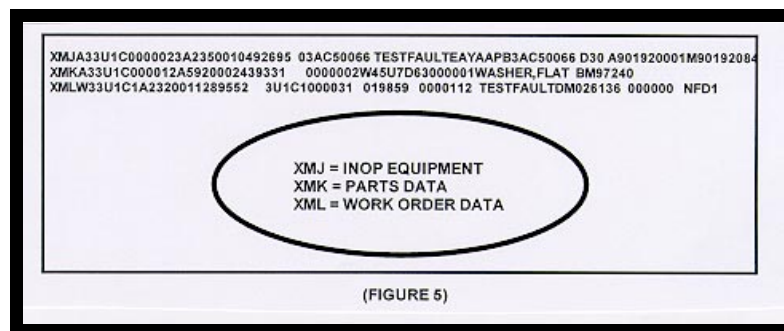 XMJA33U1C0000023A2350010492695 03AC50066 TESTFAULTEAYAAPB3AC50066 D30 A901920001M90192084
XMKA33U1C000012A5920002439331 0000002W45U7D63000001WASHER,FLAT BM97240
XMLW33U1C1A2320011289552 3U1C1000031 019859 0000112 TESTFAULTDM026136 000000 NFD1
XMJ = INOP EQUIPMENT
XMK = PARTS DATA
XML = WORK ORDER DATA
(FIGURE 5)